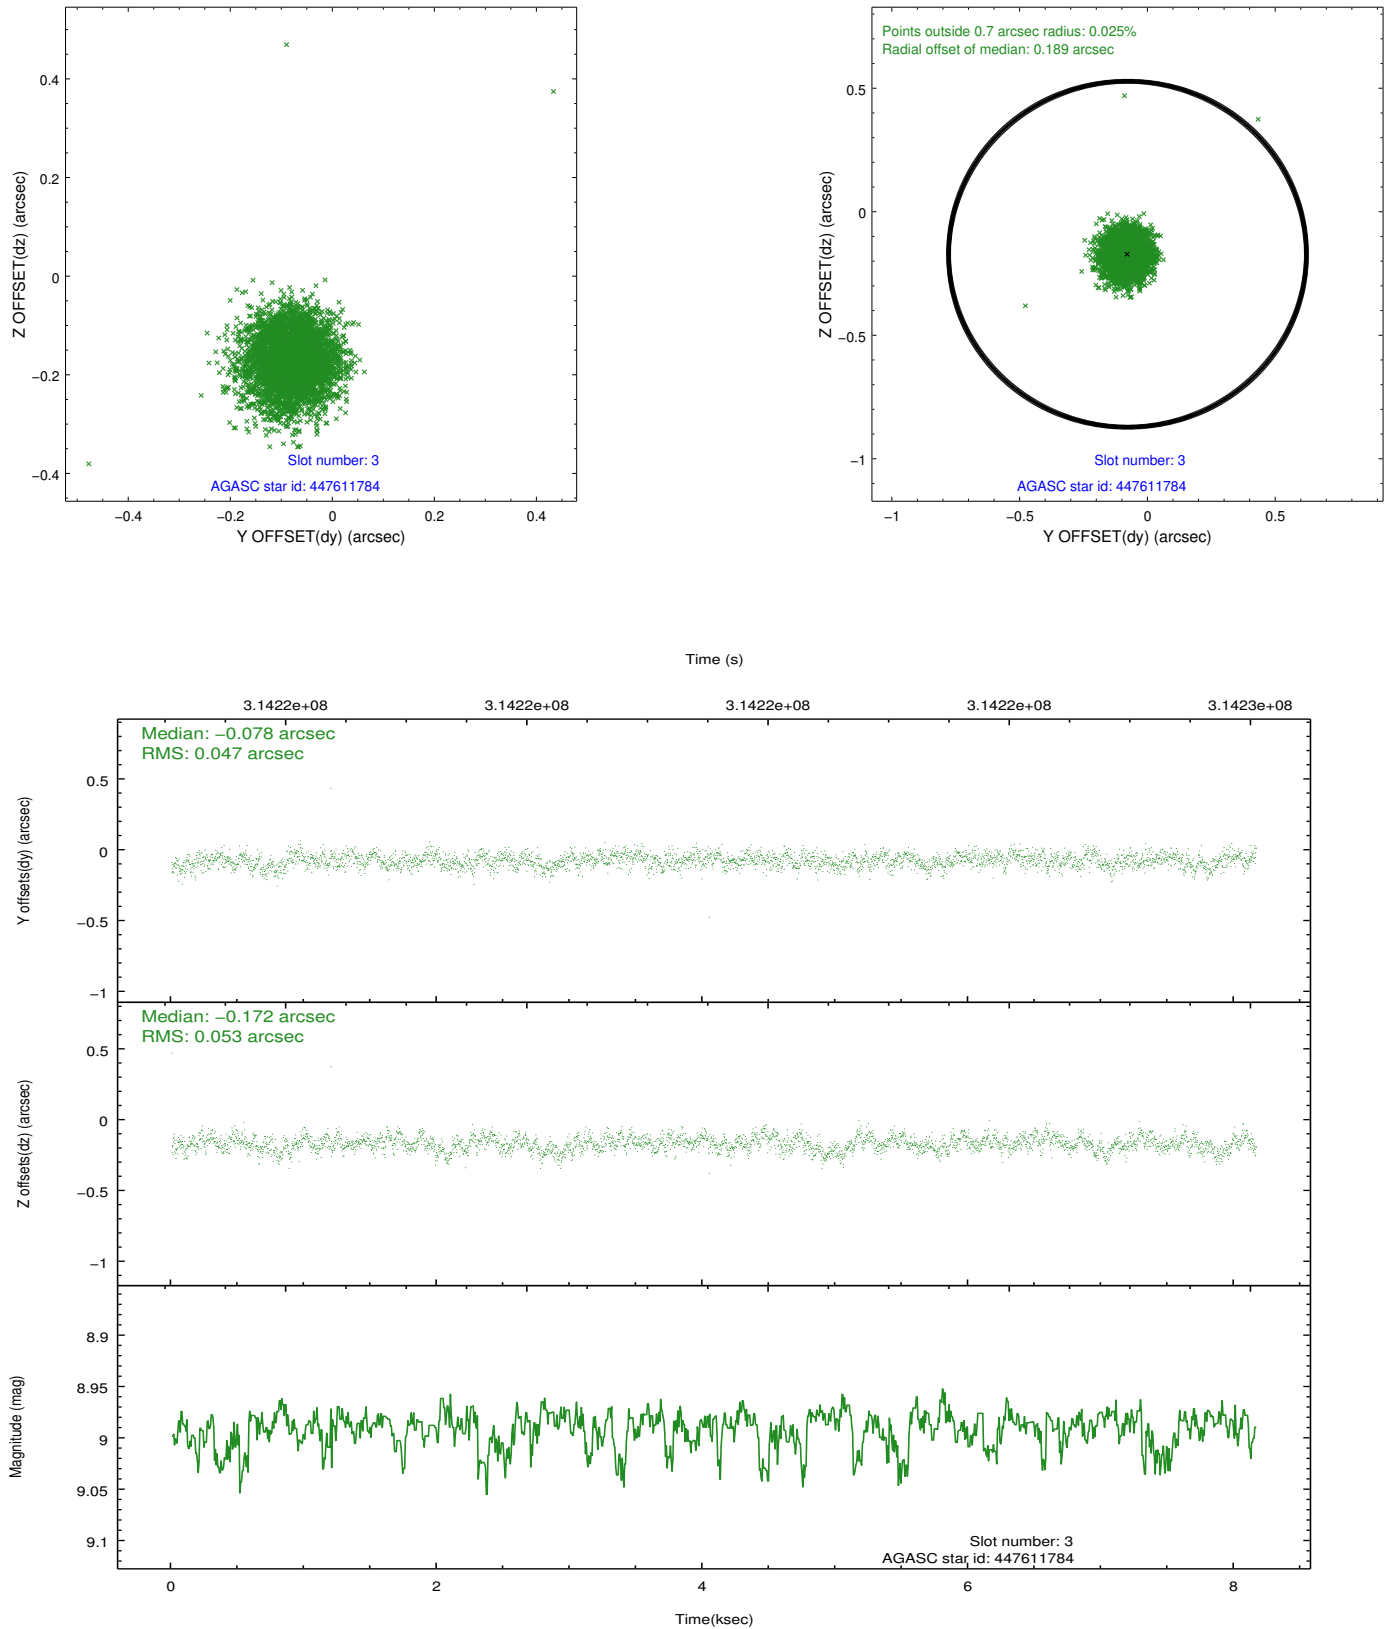 0.4
0.2
0
−0.2
−0.4
Z OFFSET(dz) (arcsec)
Slot number: 3
AGASC star id: 447611784
−0.4 −0.2 0 0.2 0.4
Y OFFSET(dy) (arcsec)
Points outside 0.7 arcsec radius: 0.025%
Radial offset of median: 0.189 arcsec
0.5
0
−0.5
−1
Z OFFSET(dz) (arcsec)
Slot number: 3
AGASC star id: 447611784
−1 −0.5 0 0.5
Y OFFSET(dy) (arcsec)
Time (s)
3.1422e+08 3.1422e+08 3.1422e+08 3.1422e+08 3.1423e+08
Median: −0.078 arcsec
RMS: 0.047 arcsec
0.5
0
−0.5
−1
Y offsets(dy) (arcsec)
Median: −0.172 arcsec
RMS: 0.053 arcsec
0.5
0
−0.5
−1
Z offsets(dz) (arcsec)
8.9
8.95
9
9.05
9.1
Magnitude (mag)
Slot number: 3
AGASC star id: 447611784
0 2 4 6 8
Time(ksec)